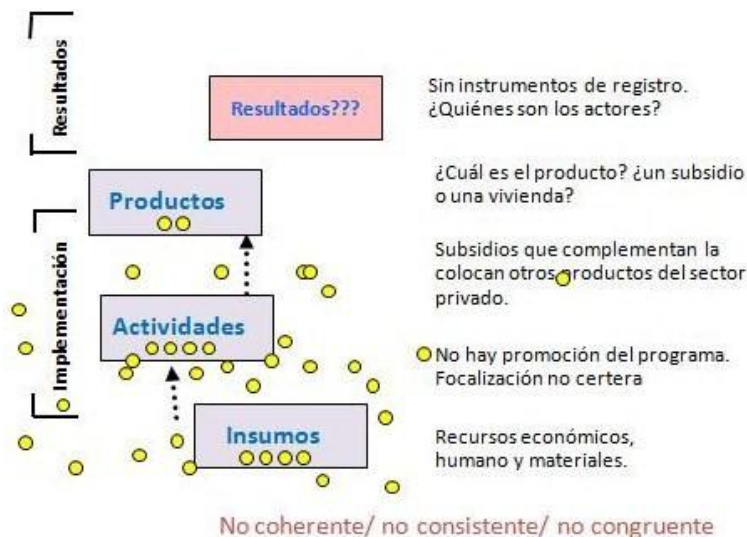 Resultados
Resultados???
Sin instrumentos de registro.
¿Quiénes son los actores?
Productos
¿Cuál es el producto? ¿un subsidio
o una vivienda?
Implementación
Subsidios que complementan la
colocan otros productos del sector
privado.
Actividades
No hay promoción del programa.
Focalización no certera
Insumos
Recursos económicos,
humano y materiales.
No coherente/ no consistente/ no congruente